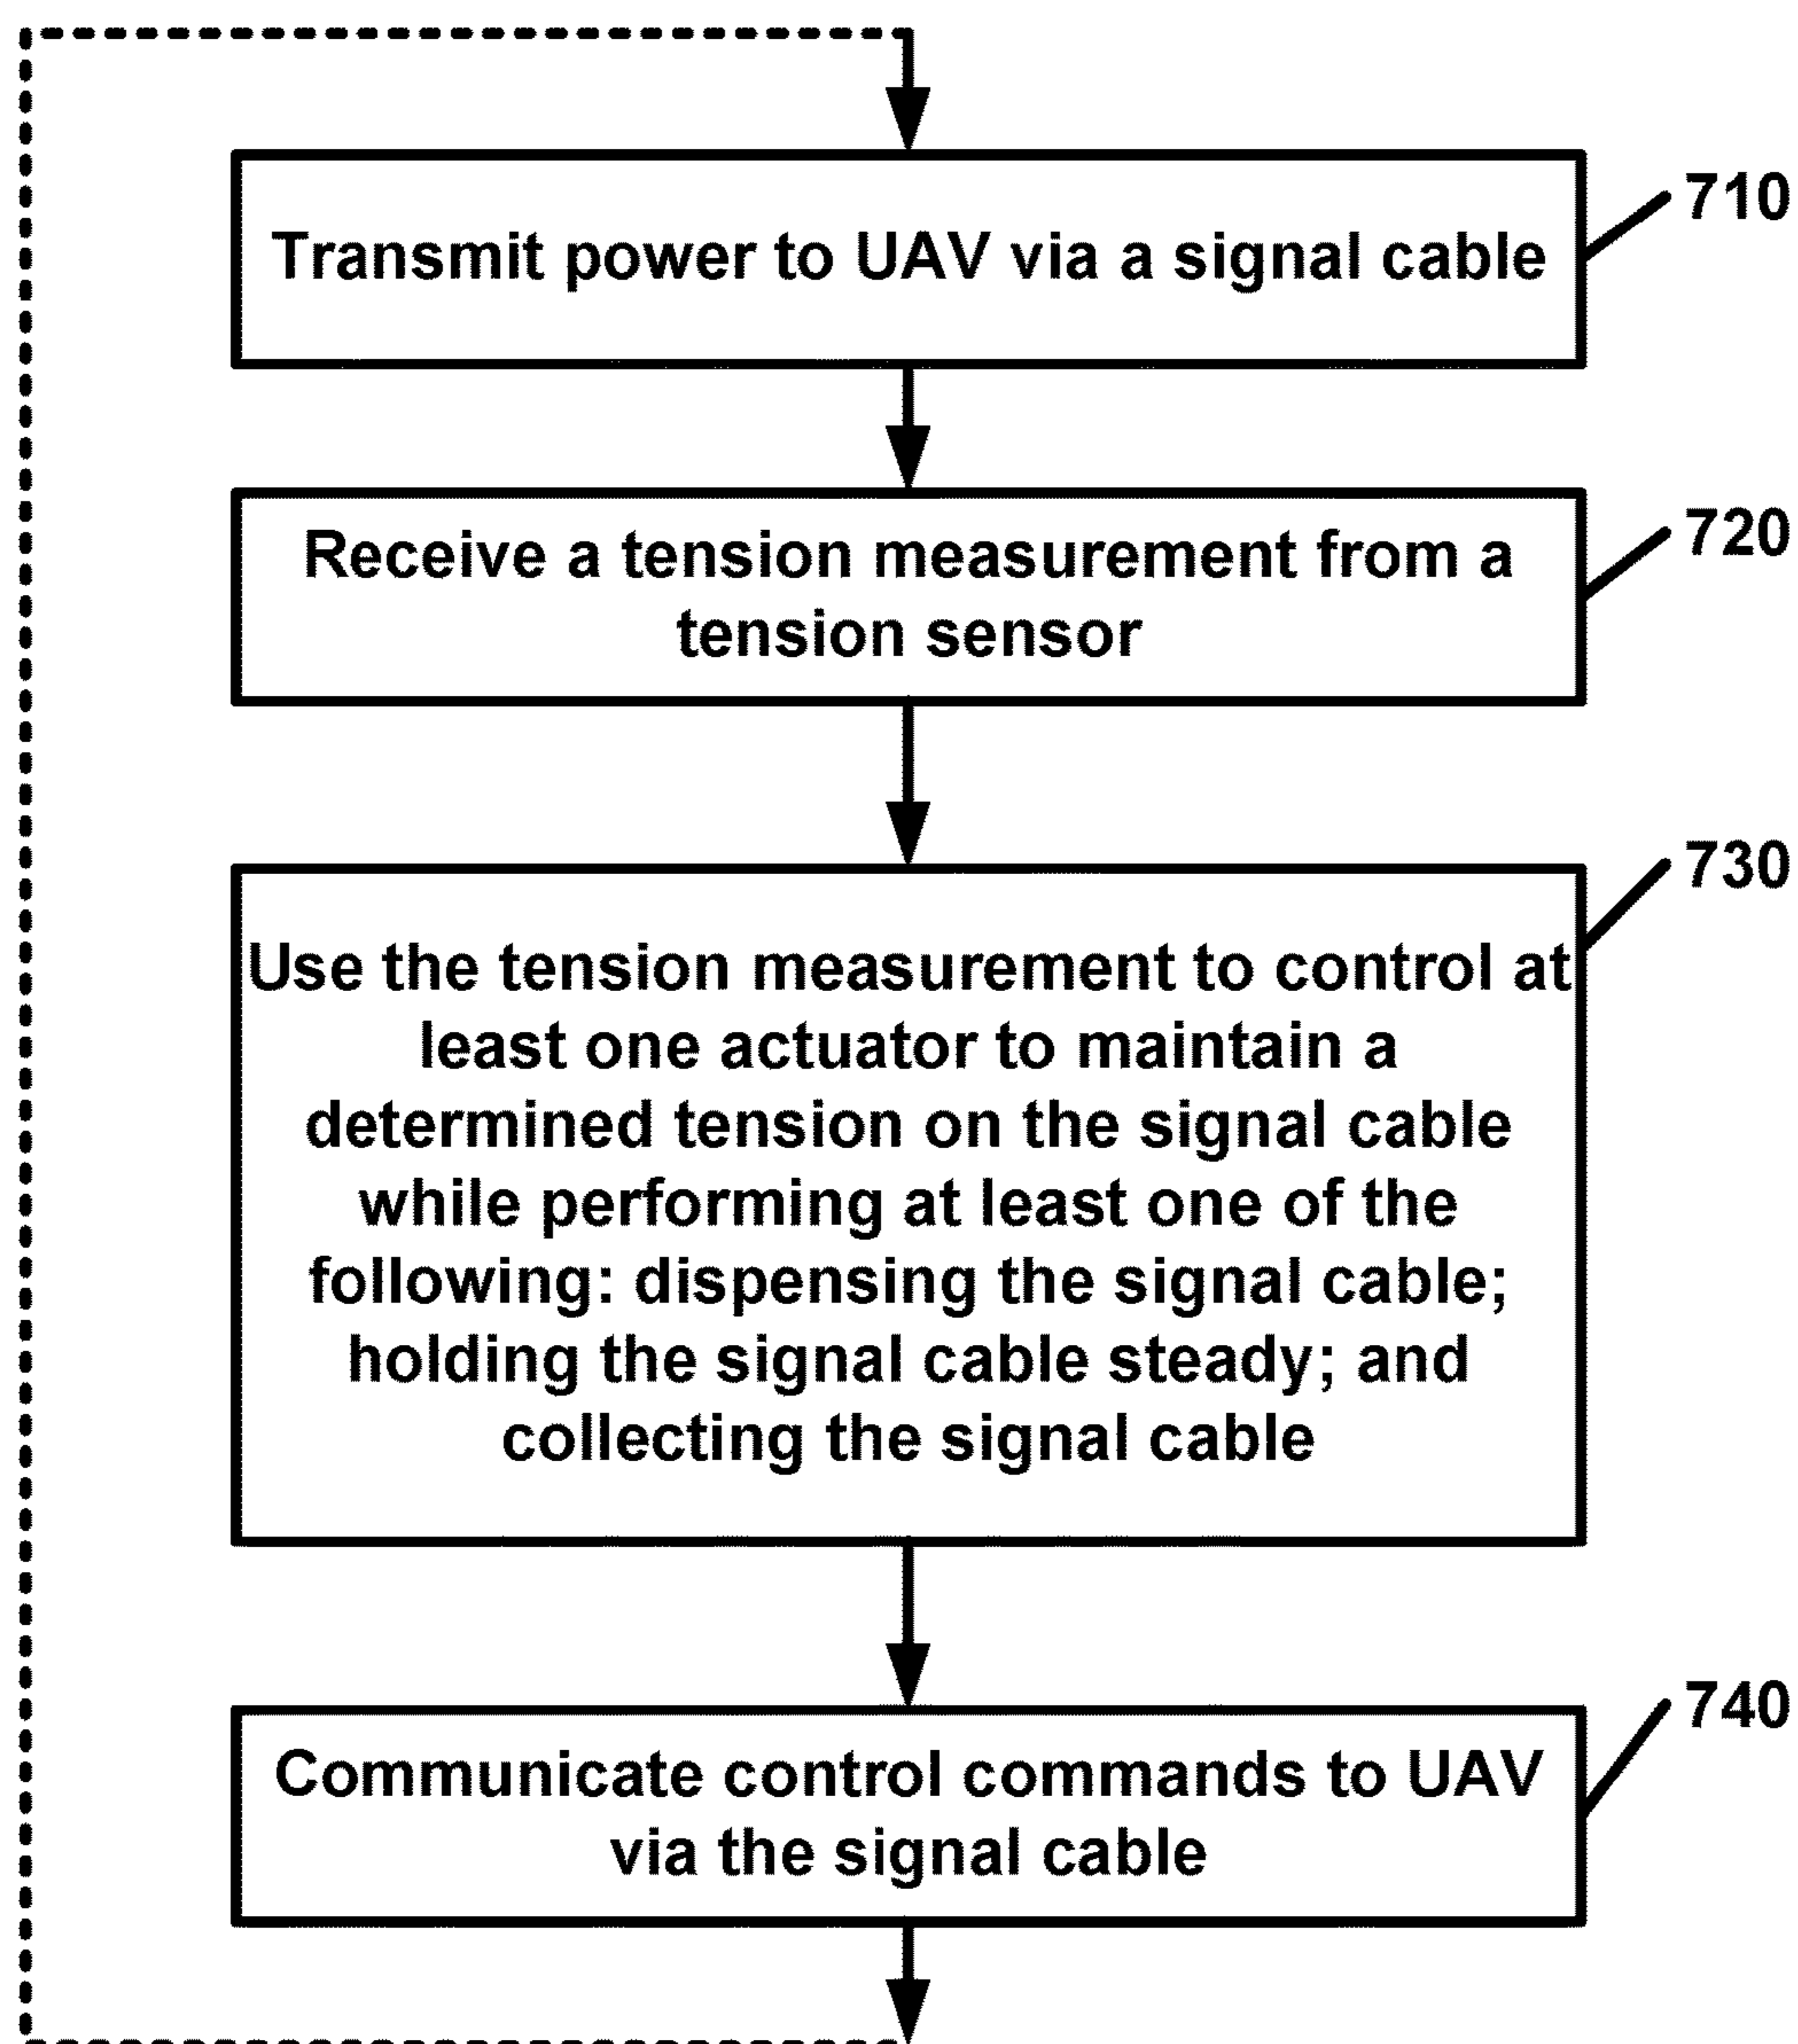 710
Transmit power to UAV via a signal cable
720
Receive a tension measurement from a
tension sensor
730
Use the tension measurement to control at
least one actuator to maintain a
determined tension on the signal cable
while performing at least one of the
following: dispensing the signal cable;
holding the signal cable steady; and
collecting the signal cable
740
Communicate control commands to UAV
via the signal cable